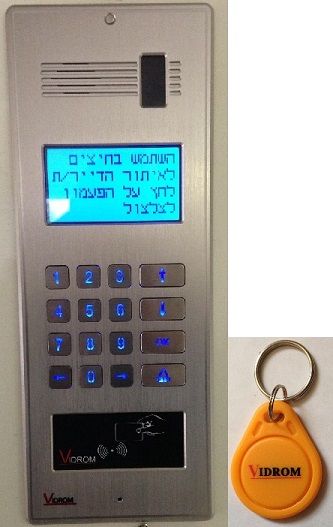 השתמש בחיצים
לאיתור הדייר/ת
לחץ על הפעמון
לצלצול
1 2 3 ↑
4 5 6 ↓
7 8 9 OK
← 0 →
VIDROM
VIDROM
VIDROM